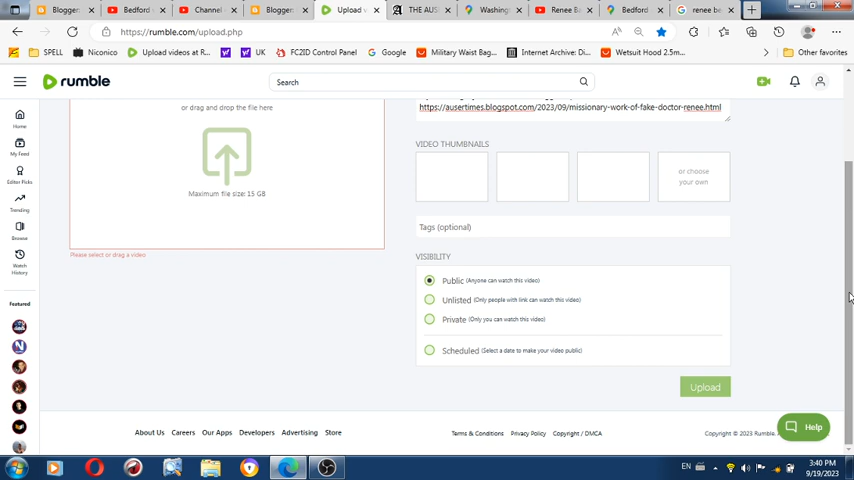 Blogger:
Bedford
Channel
Blogger:
Upload v
THE AUS
Washing
Renee Ba
Bedford
renee be
https://rumble.com/upload.php
SPELL
Niconico
Upload videos at R...
UK
FC2ID Control Panel
Google
Military Waist Bag...
Internet Archive: Di...
Wetsuit Hood 2.5m...
Other favorites
rumble
Search
Home
My Feed
Editor Picks
Trending
Browse
Watch
History
Featured
or drag and drop the file here
Maximum file size: 15 GB
Please select or drag a video
https://ausertimes.blogspot.com/2023/09/missionary-work-of-fake-doctor-renee.html
VIDEO THUMBNAILS
or choose
your own
Tags (optional)
VISIBILITY
Public (Anyone can watch this video)
Unlisted (Only people with link can watch this video)
Private (Only you can watch this video)
Scheduled (Select a date to make your video public)
Upload
About Us
Careers
Our Apps
Developers
Advertising
Store
Terms & Conditions
Privacy Policy
Copyright / DMCA
Copyright © 2023 Rumble.
Help
EN
3:40 PM
9/19/2023